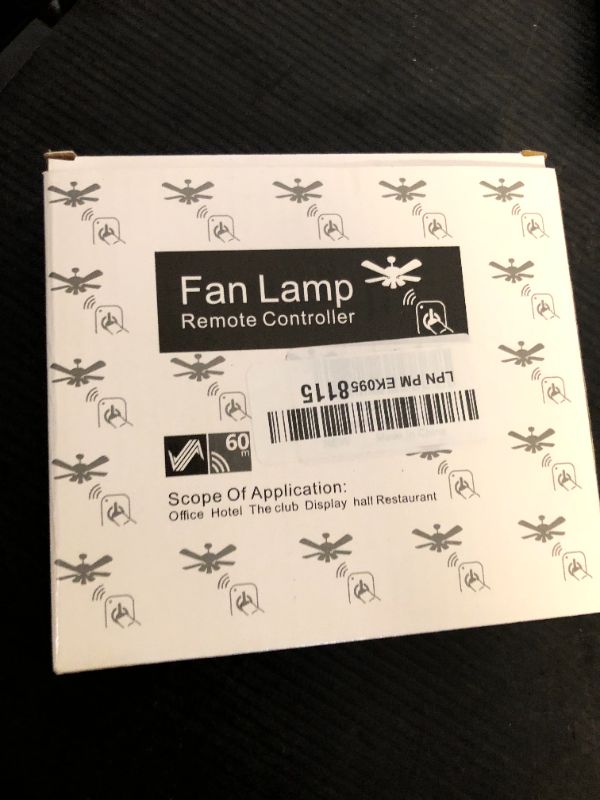 Fan Lamp
Remote Controller
LPN PM EK0958115
60
m
Scope Of Application:
Office Hotel The club Display hall Restaurant